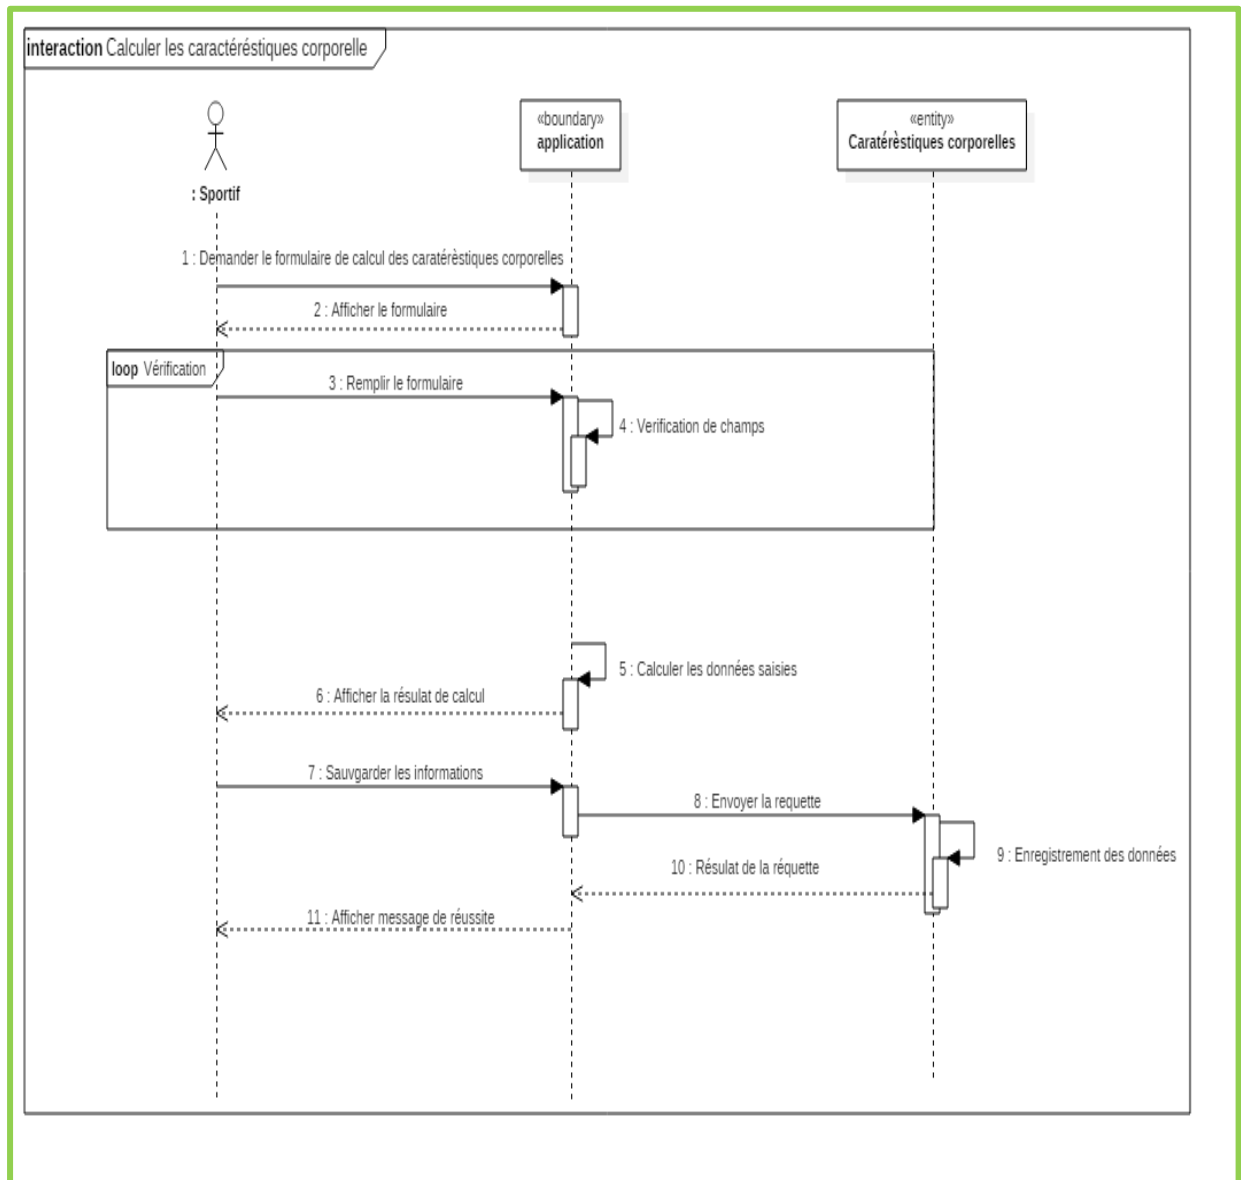 interaction Calculer les caractéréstiques corporelle
«boundary»
application
«entity»
Caratérèstiques corporelles
: Sportif
1 : Demander le formulaire de calcul des caratérèstiques corporelles
2 : Afficher le formulaire
loop Vérification
3 : Remplir le formulaire
4 : Verification de champs
5 : Calculer les données saisies
6 : Afficher la résulat de calcul
7 : Sauvgarder les informations
8 : Envoyer la requette
9 : Enregistrement des données
10 : Résulat de la réquette
11 : Afficher message de réussite